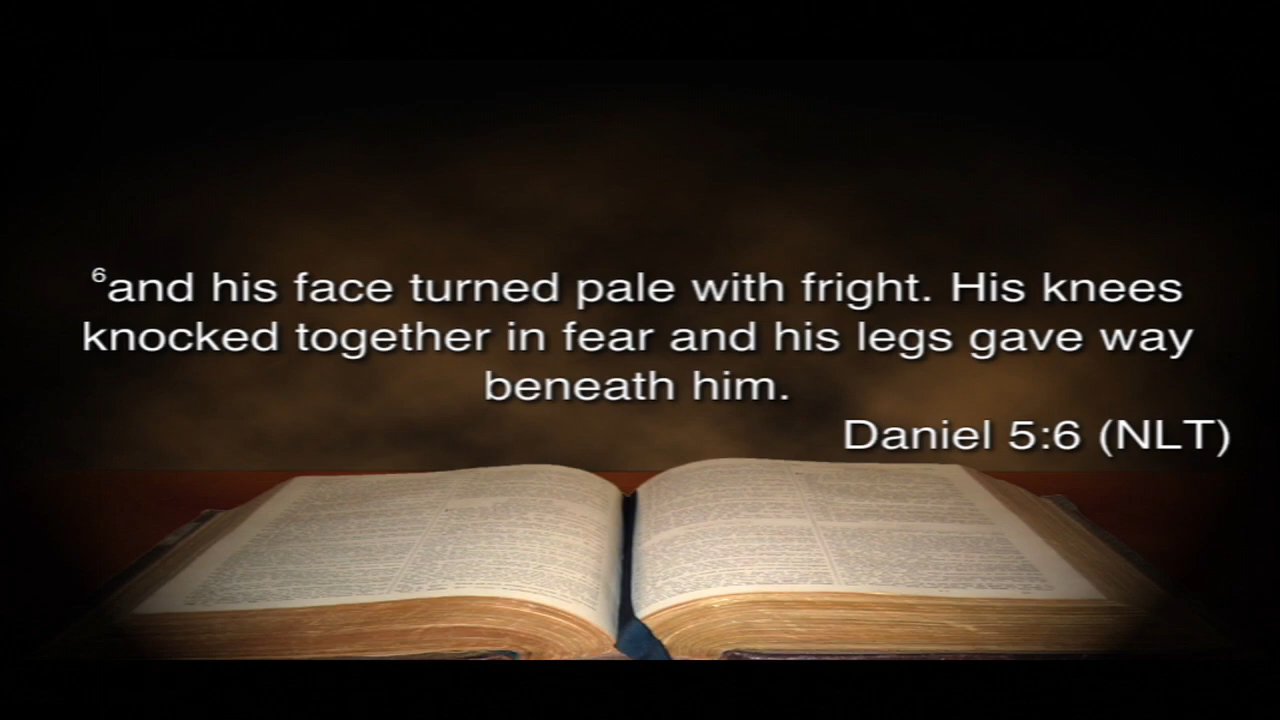 ⁶and his face turned pale with fright. His knees
knocked together in fear and his legs gave way
beneath him.
Daniel 5:6 (NLT)